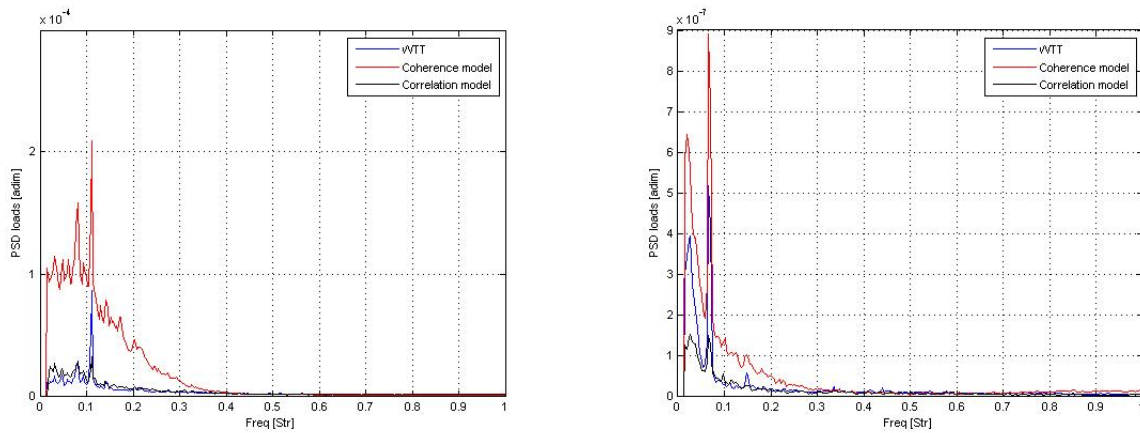 x 10⁻⁴
WTT
Coherence model
Correlation model
PSD loads [adim]
2
1
0
0 0.1 0.2 0.3 0.4 0.5 0.6 0.7 0.8 0.9 1
Freq [Str]
x 10⁻⁷
WTT
Coherence model
Correlation model
PSD loads [adim]
9
8
7
6
5
4
3
2
1
0
0 0.1 0.2 0.3 0.4 0.5 0.6 0.7 0.8 0.9 1
Freq [Str]